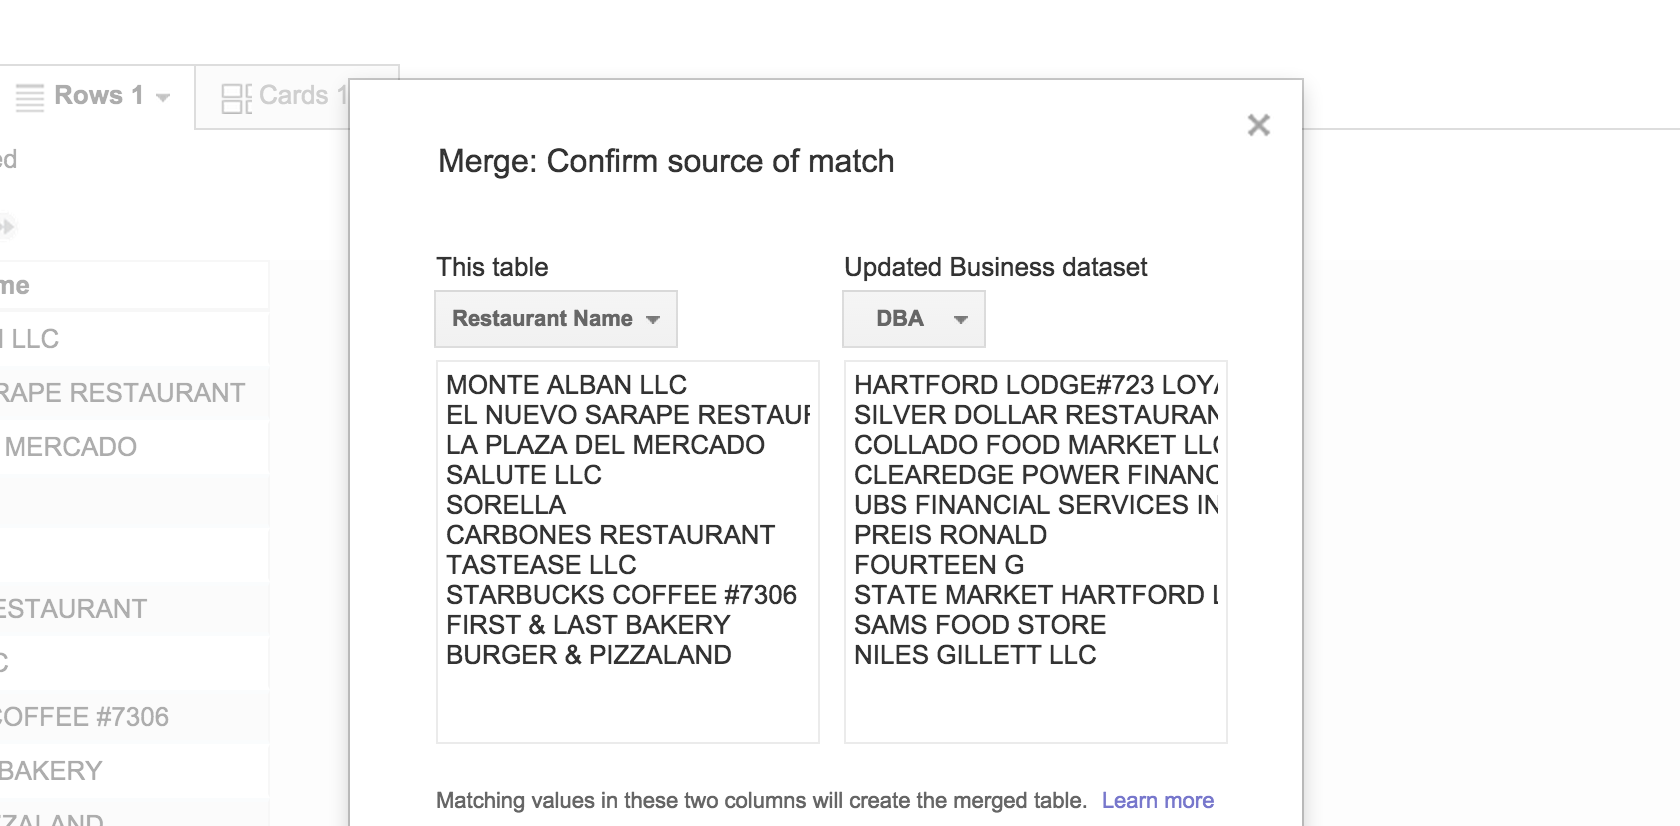 Rows 1
Cards 1
ed
Merge: Confirm source of match
This table
Updated Business dataset
Restaurant Name
DBA
MONTE ALBAN LLC
EL NUEVO SARAPE RESTAUR
LA PLAZA DEL MERCADO
SALUTE LLC
SORELLA
CARBONES RESTAURANT
TASTEASE LLC
STARBUCKS COFFEE #7306
FIRST & LAST BAKERY
BURGER & PIZZALAND
HARTFORD LODGE#723 LOYA
SILVER DOLLAR RESTAURAN
COLLADO FOOD MARKET LLC
CLEAREDGE POWER FINANC
UBS FINANCIAL SERVICES IN
PREIS RONALD
FOURTEEN G
STATE MARKET HARTFORD L
SAMS FOOD STORE
NILES GILLETT LLC
Matching values in these two columns will create the merged table. Learn more
me
LLC
RAPE RESTAURANT
MERCADO
ESTAURANT
C
COFFEE #7306
BAKERY
ZZALAND